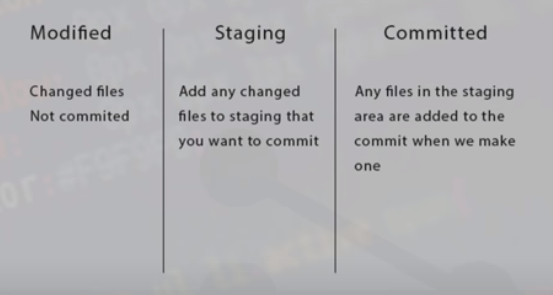 Modified
Changed files
Not commited
Staging
Add any changed
files to staging that
you want to commit
Committed
Any files in the staging
area are added to the
commit when we make
one